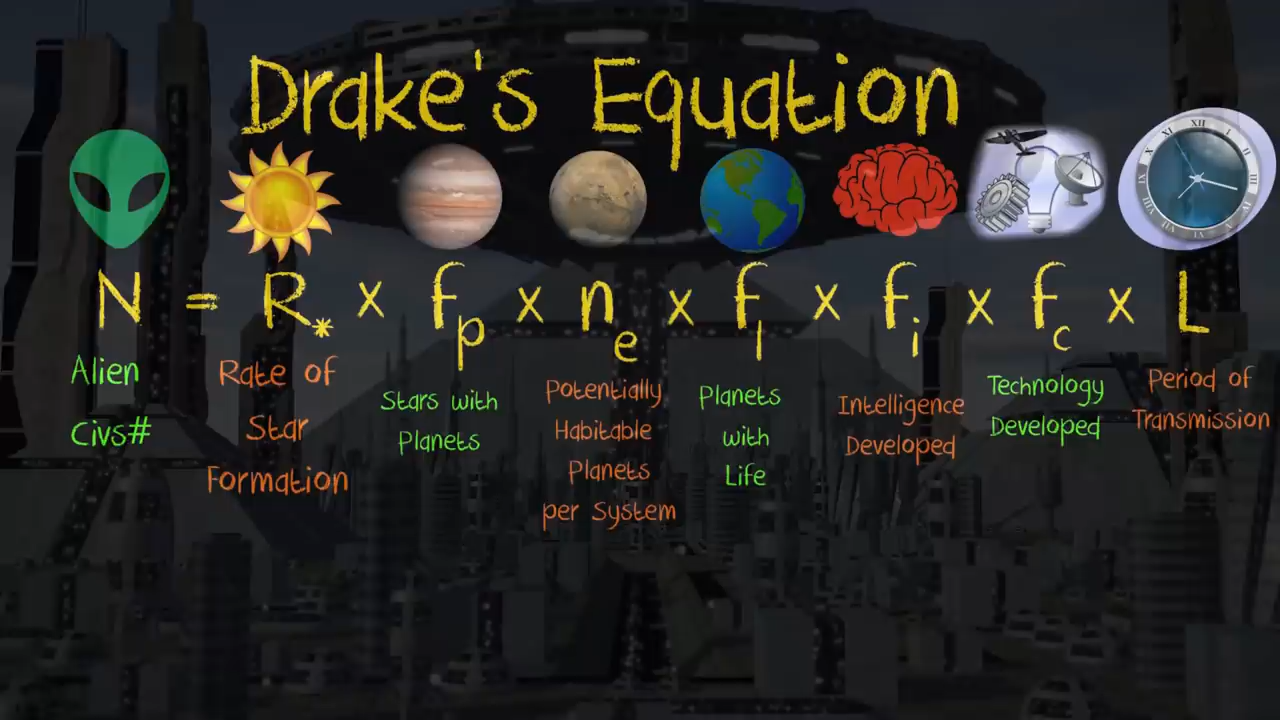 Drake's Equation
N = R* x fp x ne x fl x fi x fc x L
Alien
Civs#
Rate of
Star
Formation
Stars with
Planets
Potentially
Habitable
Planets
per System
Planets
with
Life
Intelligence
Developed
Technology
Developed
Period of
Transmission